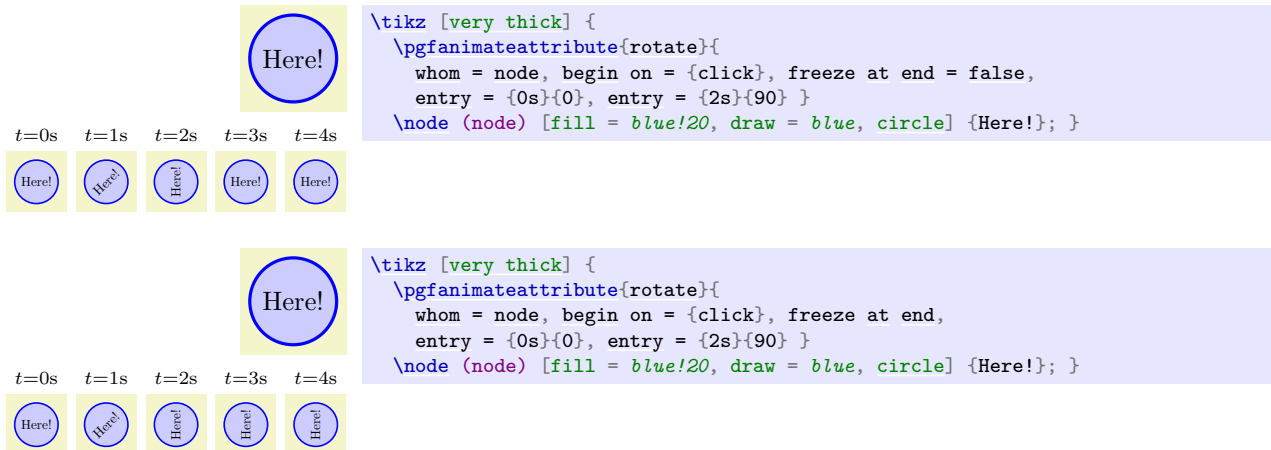 Here!
\tikz [very thick] {
\pgfanimateattribute{rotate}{
whom = node, begin on = {click}, freeze at end = false,
entry = {0s}{0}, entry = {2s}{90} }
\node (node) [fill = blue!20, draw = blue, circle] {Here!}; }
t=0s t=1s t=2s t=3s t=4s
Here! Here! Here! Here! Here!
Here!
\tikz [very thick] {
\pgfanimateattribute{rotate}{
whom = node, begin on = {click}, freeze at end,
entry = {0s}{0}, entry = {2s}{90} }
\node (node) [fill = blue!20, draw = blue, circle] {Here!}; }
t=0s t=1s t=2s t=3s t=4s
Here! Here! Here! Here! Here!